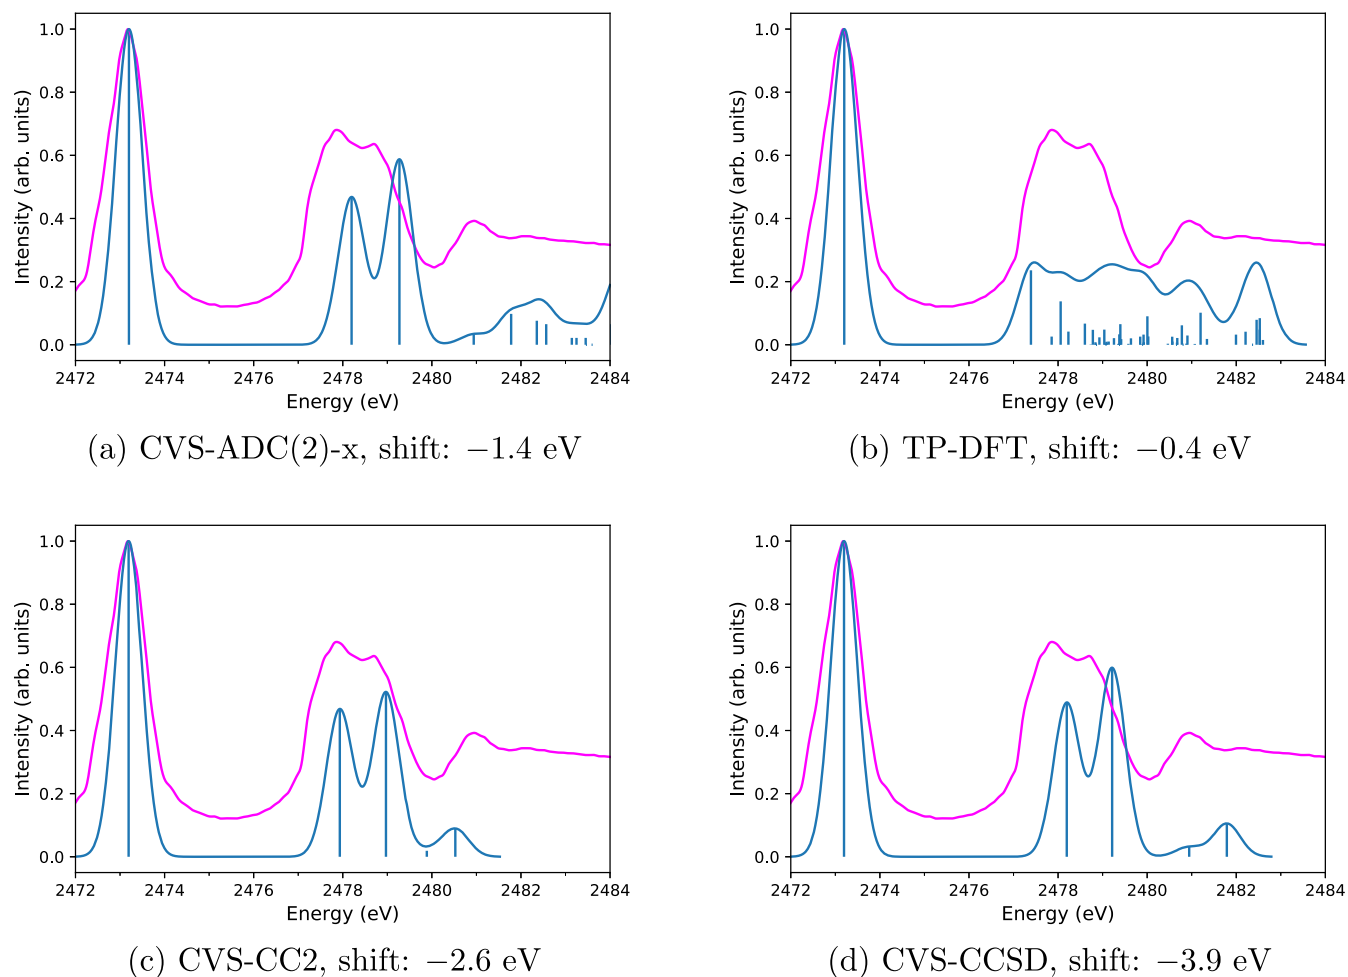 1.0
0.8
0.6
0.4
0.2
0.0
Intensity (arb. units)
2472 2474 2476 2478 2480 2482 2484
Energy (eV)
(a) CVS-ADC(2)-x, shift: −1.4 eV
1.0
0.8
0.6
0.4
0.2
0.0
Intensity (arb. units)
2472 2474 2476 2478 2480 2482 2484
Energy (eV)
(b) TP-DFT, shift: −0.4 eV
1.0
0.8
0.6
0.4
0.2
0.0
Intensity (arb. units)
2472 2474 2476 2478 2480 2482 2484
Energy (eV)
(c) CVS-CC2, shift: −2.6 eV
1.0
0.8
0.6
0.4
0.2
0.0
Intensity (arb. units)
2472 2474 2476 2478 2480 2482 2484
Energy (eV)
(d) CVS-CCSD, shift: −3.9 eV